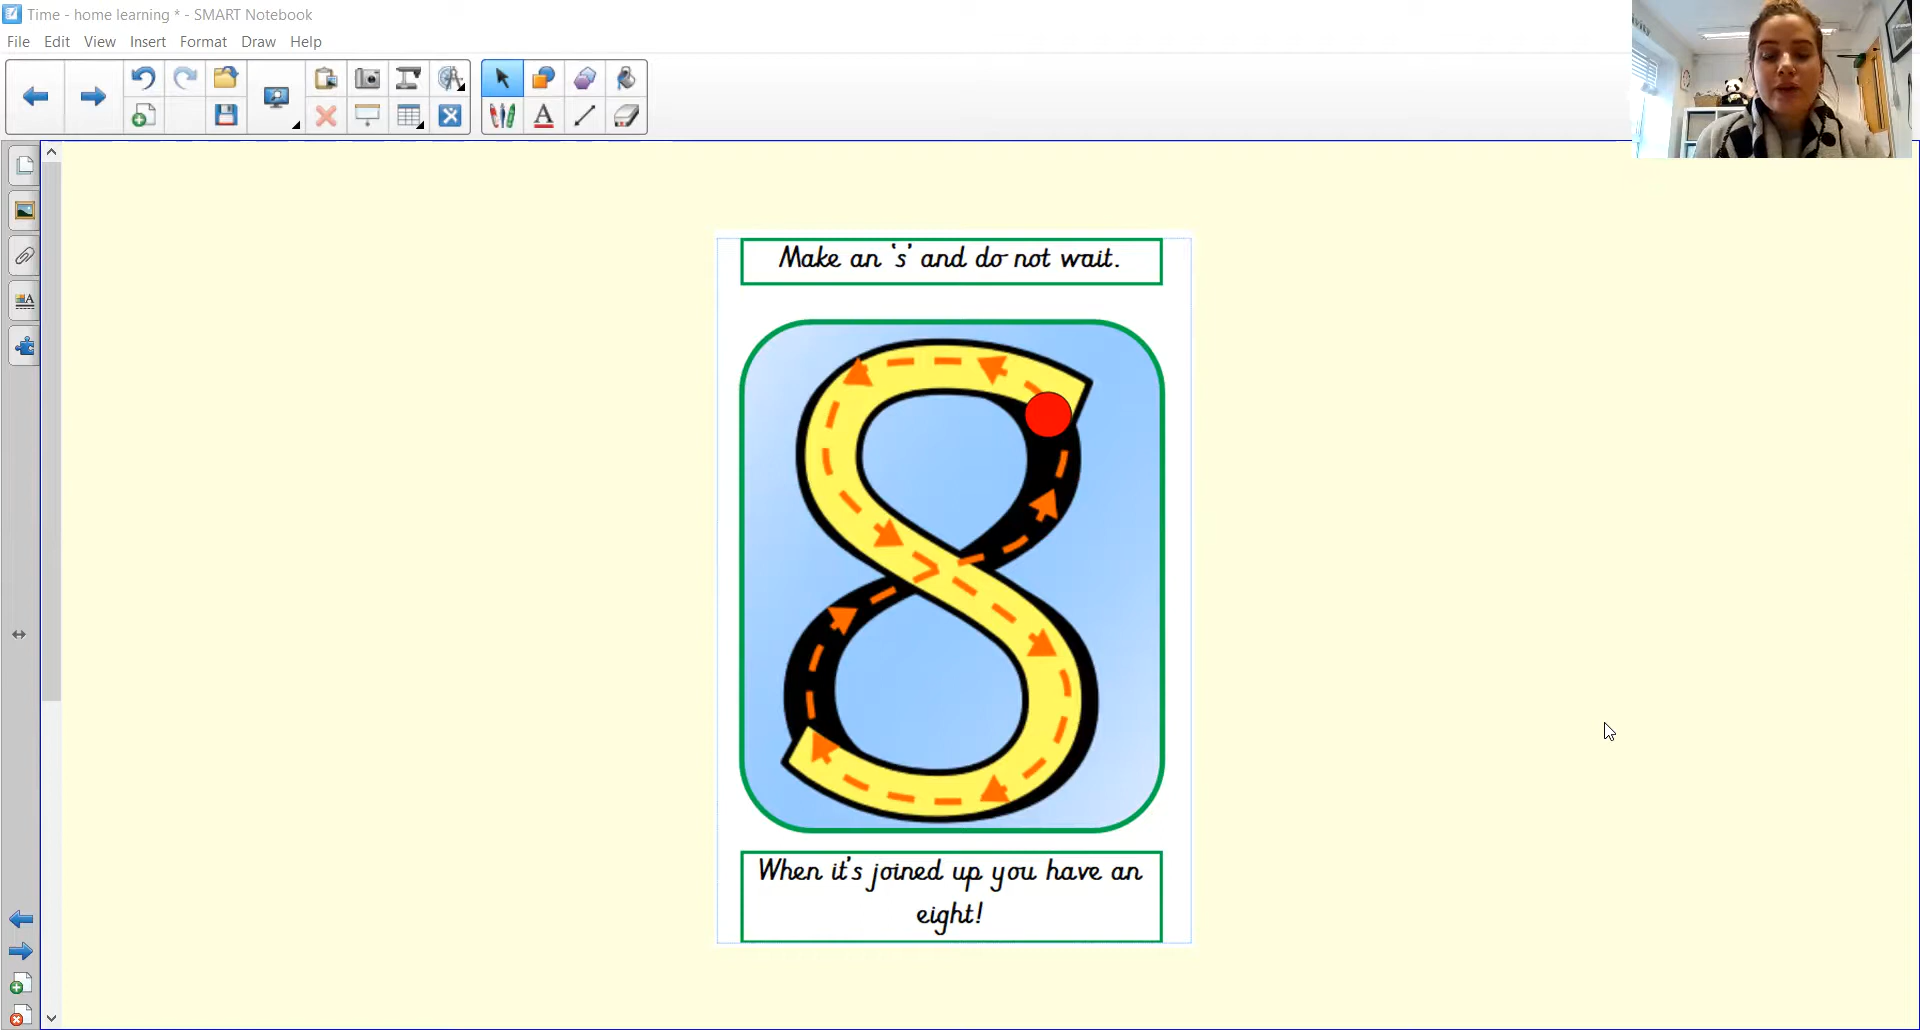 Time - home learning * - SMART Notebook
File Edit View Insert Format Draw Help
Make an 's' and do not wait.
8
When it's joined up you have an
eight!